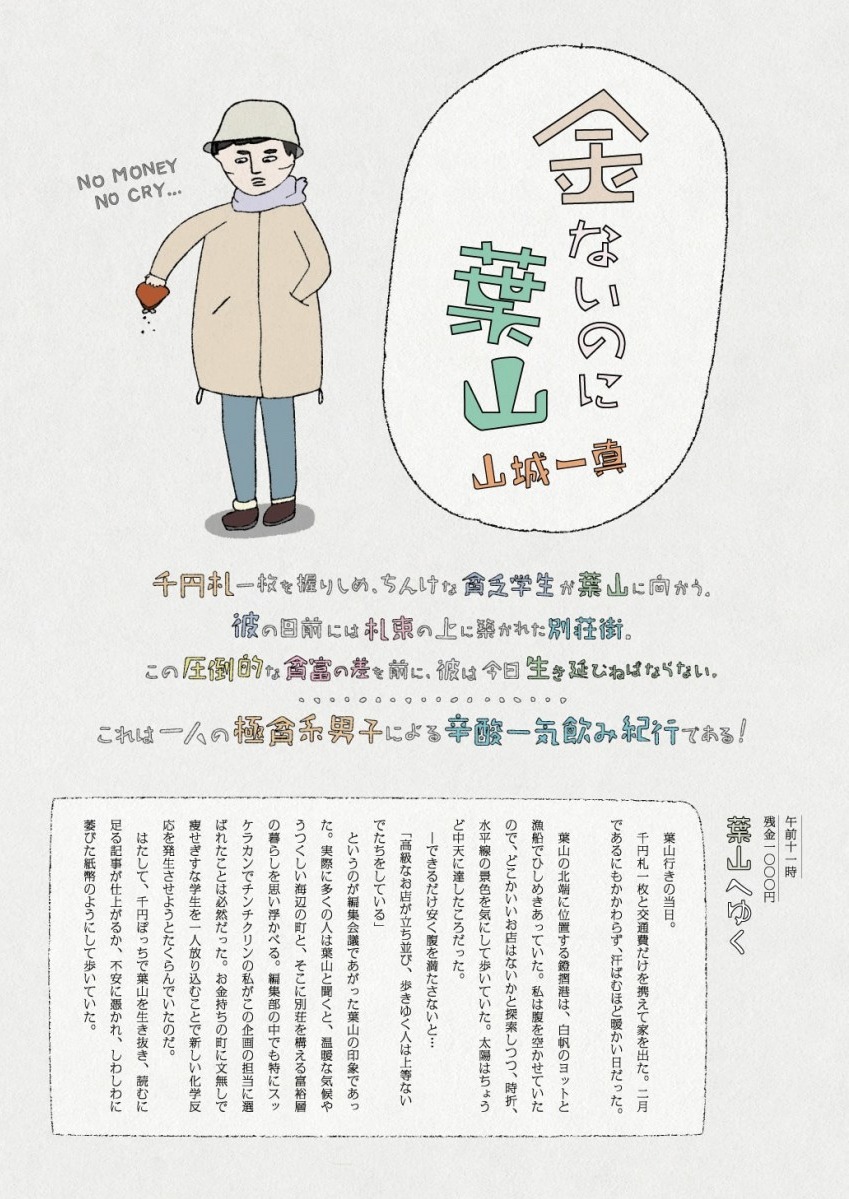 金ないのに
葉山
山城一真
NO MONEY
NO CRY...
千円札一枚を握りしめ、ちんけな貧乏学生が葉山に向かう。
彼の目前には札束の上に築かれた別荘街。
この圧倒的な貧富の差を前に、彼は今日生き延びねばならない。
これは一人の極貧系男子による辛酸一気飲み紀行である!
午前十一時
残金一〇〇〇円
葉山へゆく
葉山行きの当日。
千円札一枚と交通費だけを携えて家を出た。二月
であるにもかかわらず、汗ばむほど暖かい日だった。
葉山の北端に位置する鐙摺港は、白帆のヨットと
漁船でひしめきあっていた。私は腹を空かせていた
ので、どこかいいお店はないかと探索しつつ、時折、
水平線の景色を気にして歩いていた。太陽はちょう
ど中天に達したころだった。
―できるだけ安く腹を満たさないと…
「高級なお店が立ち並び、歩きゆく人は上等ない
でたちをしている」
というのが編集会議であがった葉山の印象であっ
た。実際に多くの人は葉山と聞くと、温暖な気候や
うつくしい海辺の町と、そこに別荘を構える富裕層
の暮らしを思い浮かべる。編集部の中でも特にスッ
ケラカンでチンチクリンの私がこの企画の担当に選
ばれたことは必然だった。お金持ちの町に文無しで
痩せぎすな学生を一人放り込むことで新しい化学反
応を発生させようとたくらんでいたのだ。
はたして、千円ぽっちで葉山を生き抜き、読むに
足る記事が仕上がるか、不安に憑かれ、しわしわに
萎びた紙幣のようにして歩いていた。